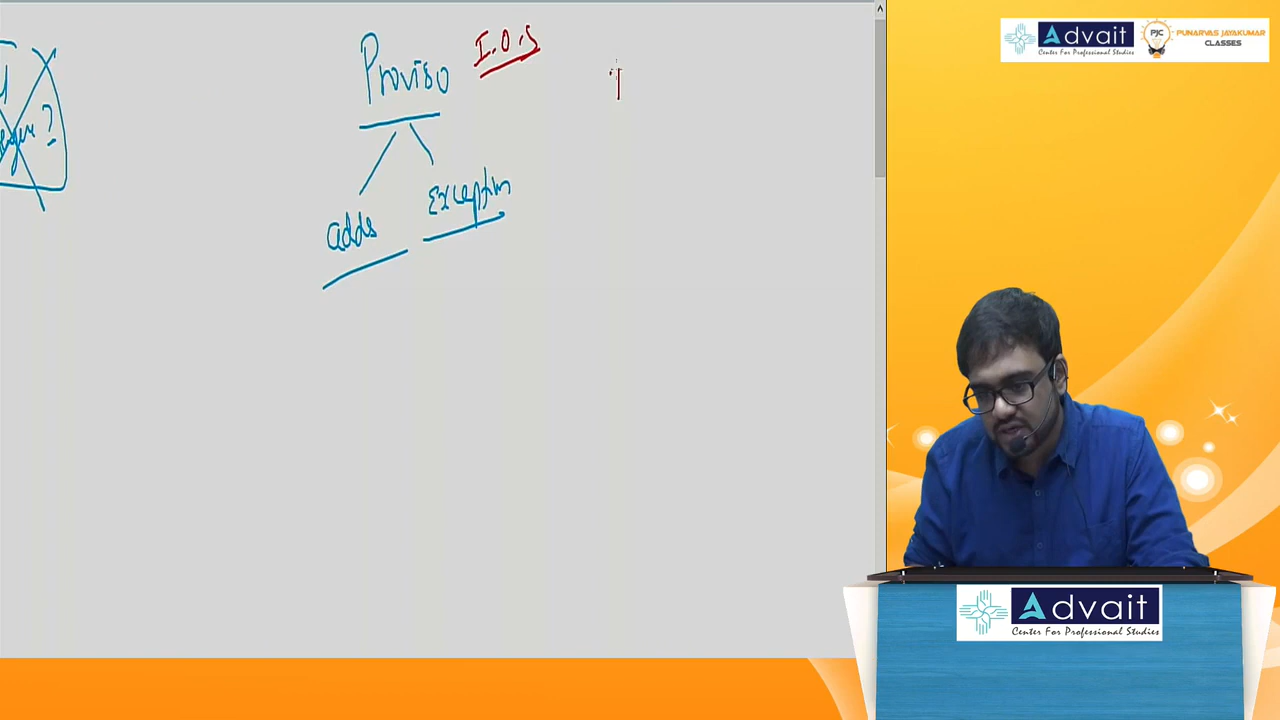 Proviso I.O.S
adds Exception
?
Advait
Center For Professional Studies
PJC
PUNARVAS JAYAKUMAR
CLASSES
Advait
Center For Professional Studies